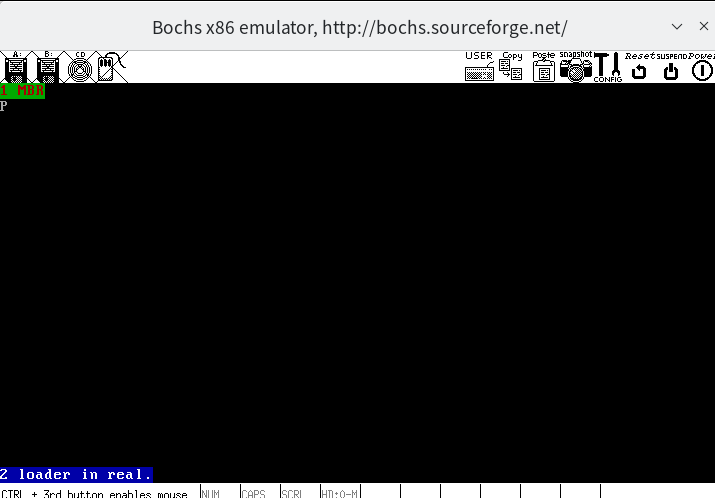 Bochs x86 emulator, http://bochs.sourceforge.net/
A: B: CD USER Copy Paste snapshot CONFIG Reset SUSPEND Power
1 MBR
P
2 loader in real.
CTRL + 3rd button enables mouse NUM CAPS SCRL HD:0-M